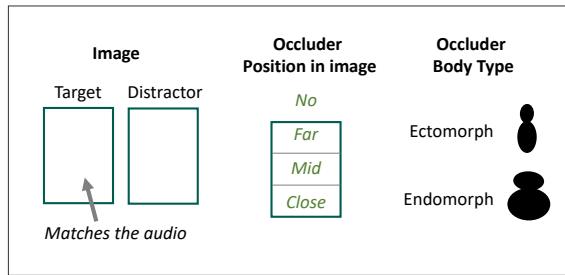 Image
Target Distractor
Matches the audio
Occluder
Position in image
No
Far
Mid
Close
Occluder
Body Type
Ectomorph
Endomorph